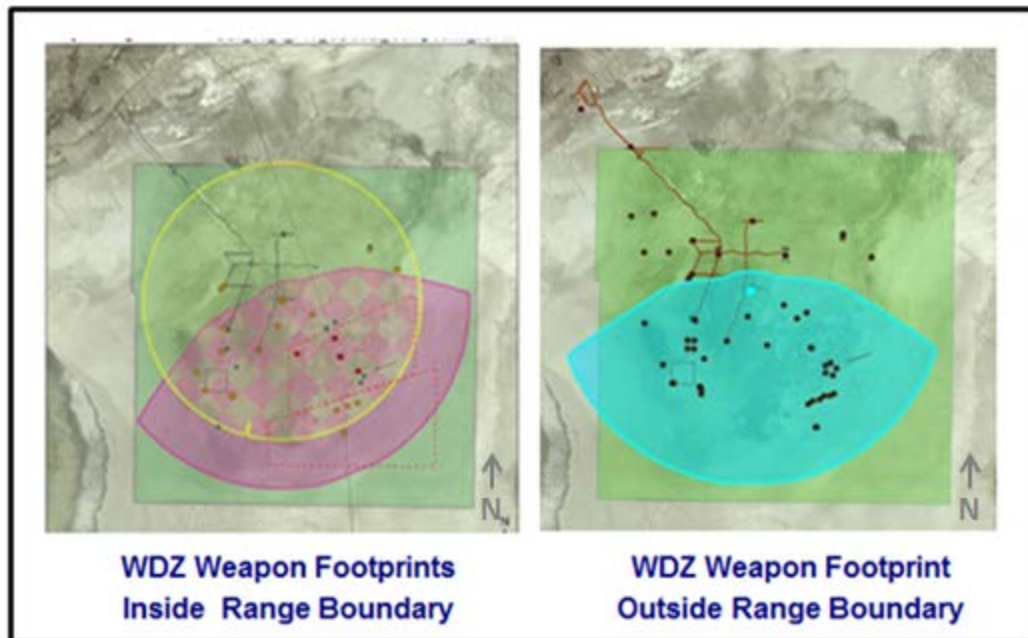 N
N
WDZ Weapon Footprints
Inside Range Boundary
WDZ Weapon Footprint
Outside Range Boundary